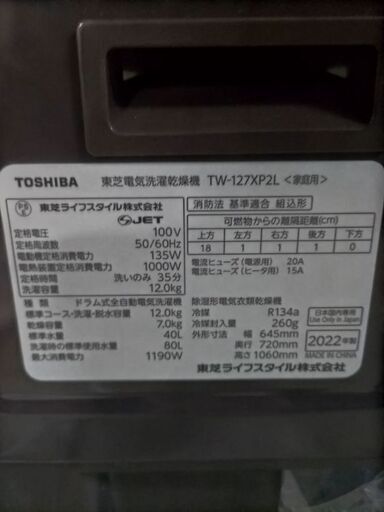 TOSHIBA 東芝電気洗濯乾燥機 TW-127XP2L <家庭用>
PSE 東芝ライフスタイル株式会社
JET
定格電圧 100V
定格周波数 50/60Hz
電動機定格消費電力 135W
電熱装置定格消費電力 1000W
定格時間 洗いのみ 35分
洗濯容量 12.0kg
消防法 基準適合 組込形
可燃物からの離隔距離(cm)
上方 左方 右方 後方 下方
18 1 1 1 0
電流ヒューズ(電源用) 20A
電流ヒューズ(ヒータ用) 15A
種類 ドラム式全自動電気洗濯機
標準コース・洗濯・脱水容量 12.0kg
乾燥容量 7.0kg
標準水量 40L
洗濯時の標準使用水量 80L
最大消費電力 1190W
除湿形電気衣類乾燥機
冷媒 R134a
冷媒封入量 260g
外形寸法 幅 645mm
奥行 720mm
高さ 1060mm
東芝ライフスタイル株式会社
日本国内専用
Use Only in Japan
2022年製
MADE IN CHINA